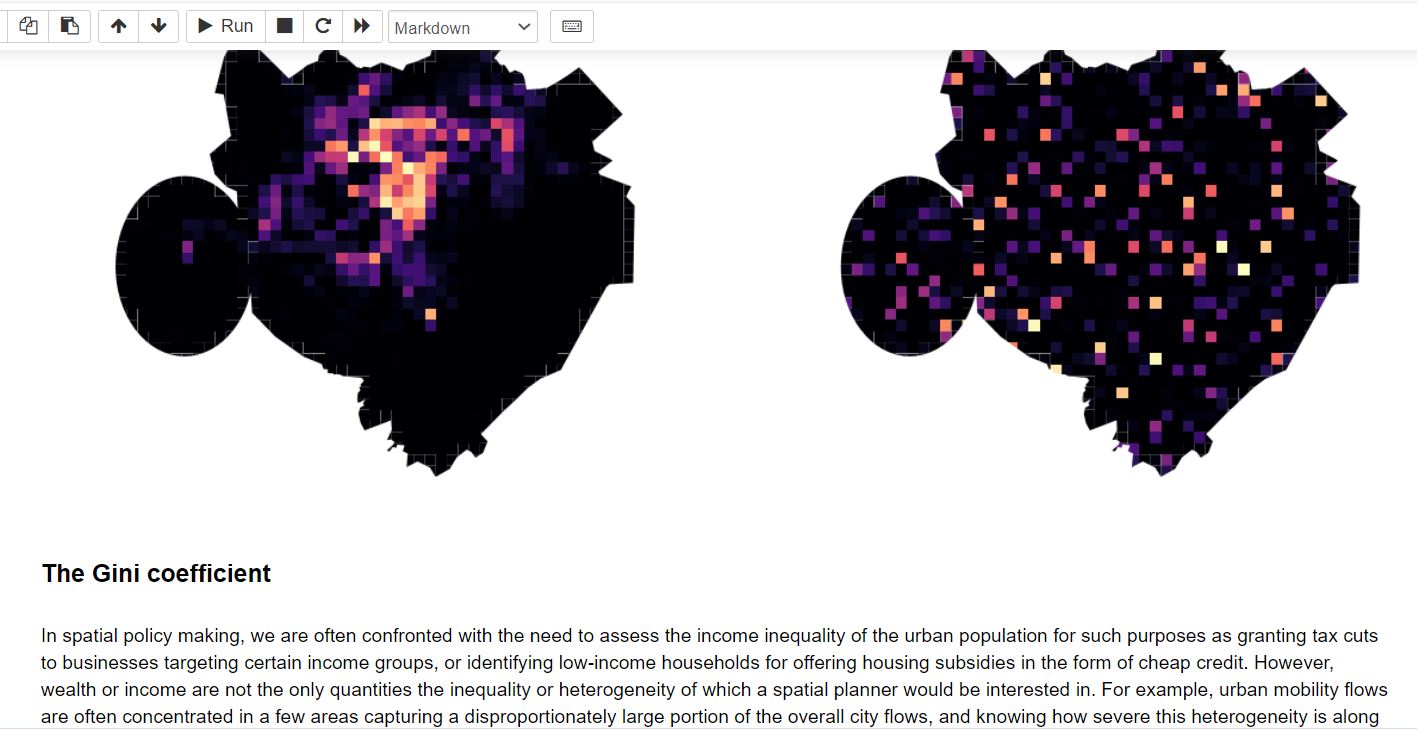 Run
Markdown
The Gini coefficient
In spatial policy making, we are often confronted with the need to assess the income inequality of the urban population for such purposes as granting tax cuts
to businesses targeting certain income groups, or identifying low-income households for offering housing subsidies in the form of cheap credit. However,
wealth or income are not the only quantities the inequality or heterogeneity of which a spatial planner would be interested in. For example, urban mobility flows
are often concentrated in a few areas capturing a disproportionately large portion of the overall city flows, and knowing how severe this heterogeneity is along